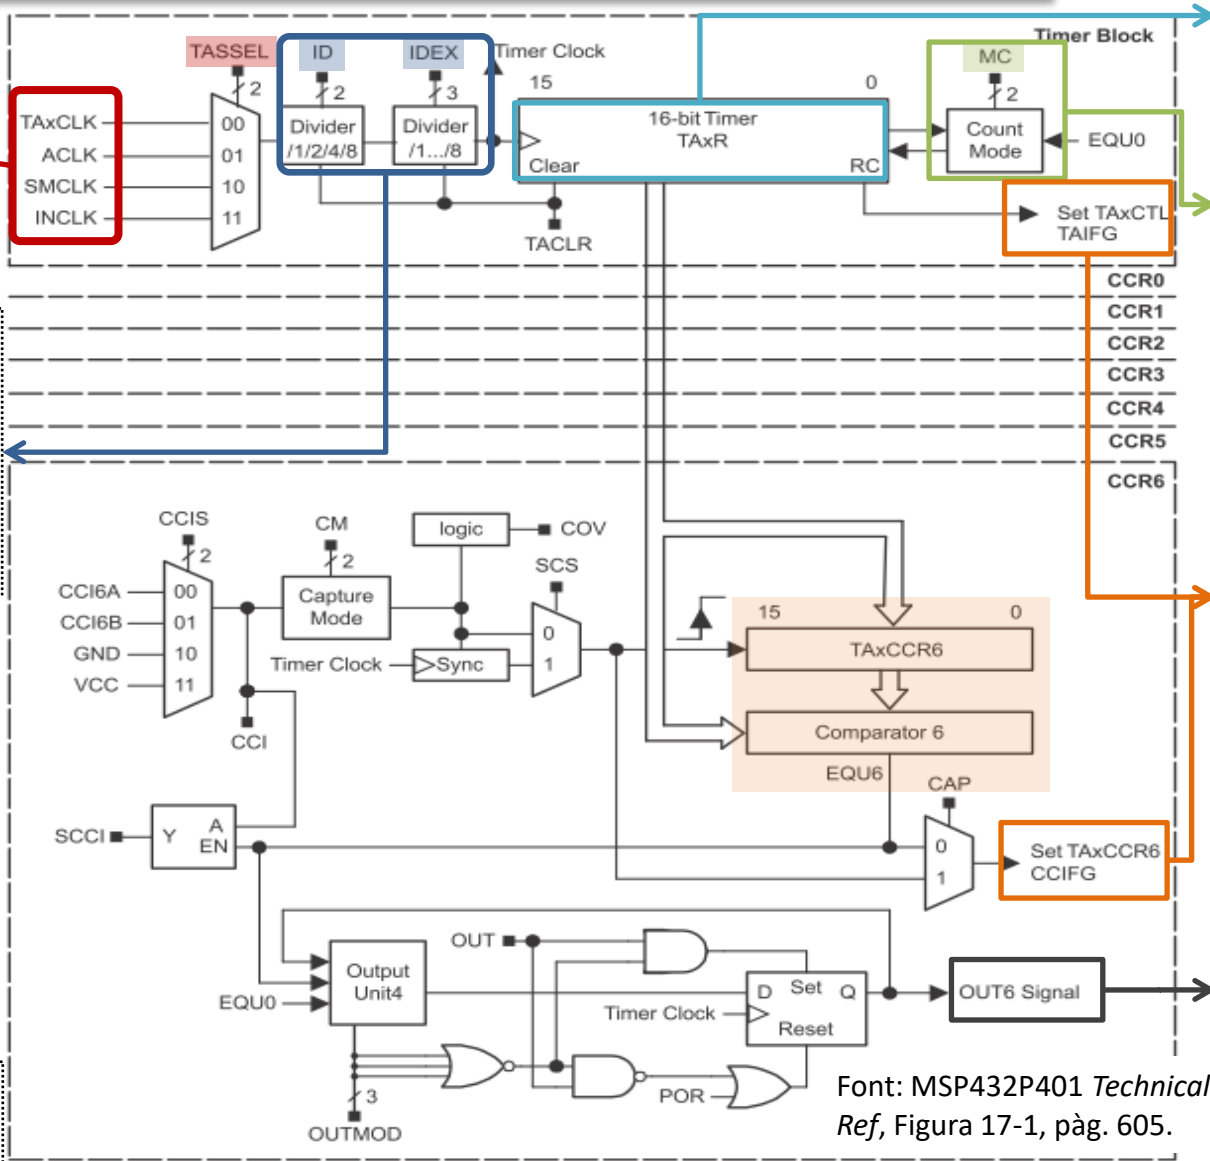 Timer Block
TASSEL
ID
IDEX
Timer Clock
MC
15
0
2
2
3
2
TAxCLK
ACLK
SMCLK
INCLK
00
01
10
11
Divider
/1/2/4/8
Divider
/1.../8
16-bit Timer
TAxR
Clear
RC
Count
Mode
EQU0
TACLR
Set TAxCTL
TAIFG
CCR0
CCR1
CCR2
CCR3
CCR4
CCR5
CCR6
CCIS
2
CM
2
logic
COV
SCS
CCI6A
CCI6B
GND
VCC
00
01
10
11
Capture
Mode
Timer Clock
Sync
0
1
15
0
TAxCCR6
Comparator 6
CCI
EQU6
CAP
SCCI
Y
A
EN
0
1
Set TAxCCR6
CCIFG
OUT
Output
Unit4
EQU0
D
Set
Q
Timer Clock
Reset
OUT6 Signal
3
OUTMOD
POR
Font: MSP432P401 Technical
Ref, Figura 17-1, pàg. 605.